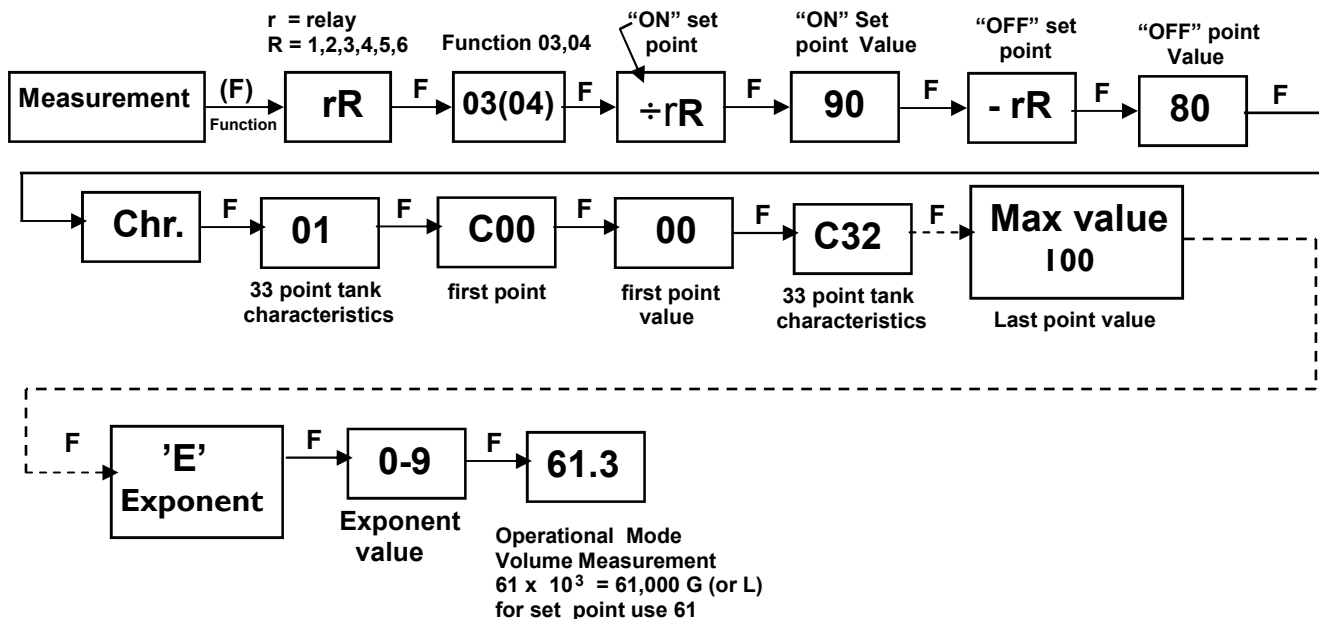 r = relay
R = 1,2,3,4,5,6
Function 03,04
“ON” set
point
“ON” Set
point Value
“OFF” set
point
“OFF” point
Value
Measurement
(F)
Function
rR
F
03(04)
F
÷rR
F
90
F
- rR
F
80
F
Chr.
F
01
F
C00
F
00
F
C32
F
Max value
100
33 point tank
characteristics
first point
first point
value
33 point tank
characteristics
Last point value
F
’E’
Exponent
F
0-9
F
61.3
Exponent
value
Operational Mode
Volume Measurement
61 x 10³ = 61,000 G (or L)
for set point use 61